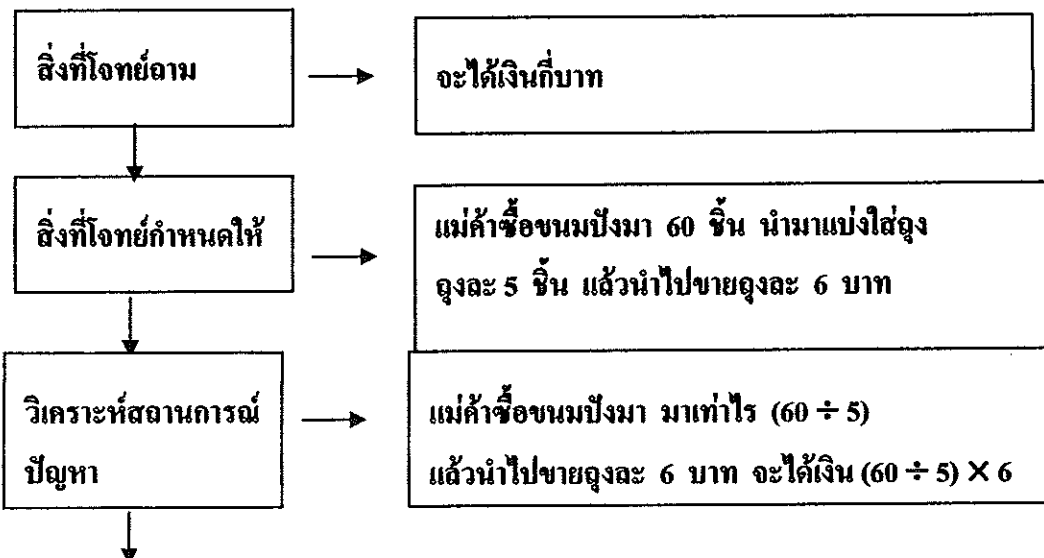 สิ่งที่โจทย์ถาม
จะได้เงินกี่บาท
สิ่งที่โจทย์กำหนดให้
แม่ค้าซื้อขนมปังมา 60 ชิ้น นำมาแบ่งใส่ถุง
ถุงละ 5 ชิ้น แล้วนำไปขายถุงละ 6 บาท
วิเคราะห์สถานการณ์
ปัญหา
แม่ค้าซื้อขนมปังมา มาเท่าไร (60 ÷ 5)
แล้วนำไปขายถุงละ 6 บาท จะได้เงิน (60 ÷ 5) × 6